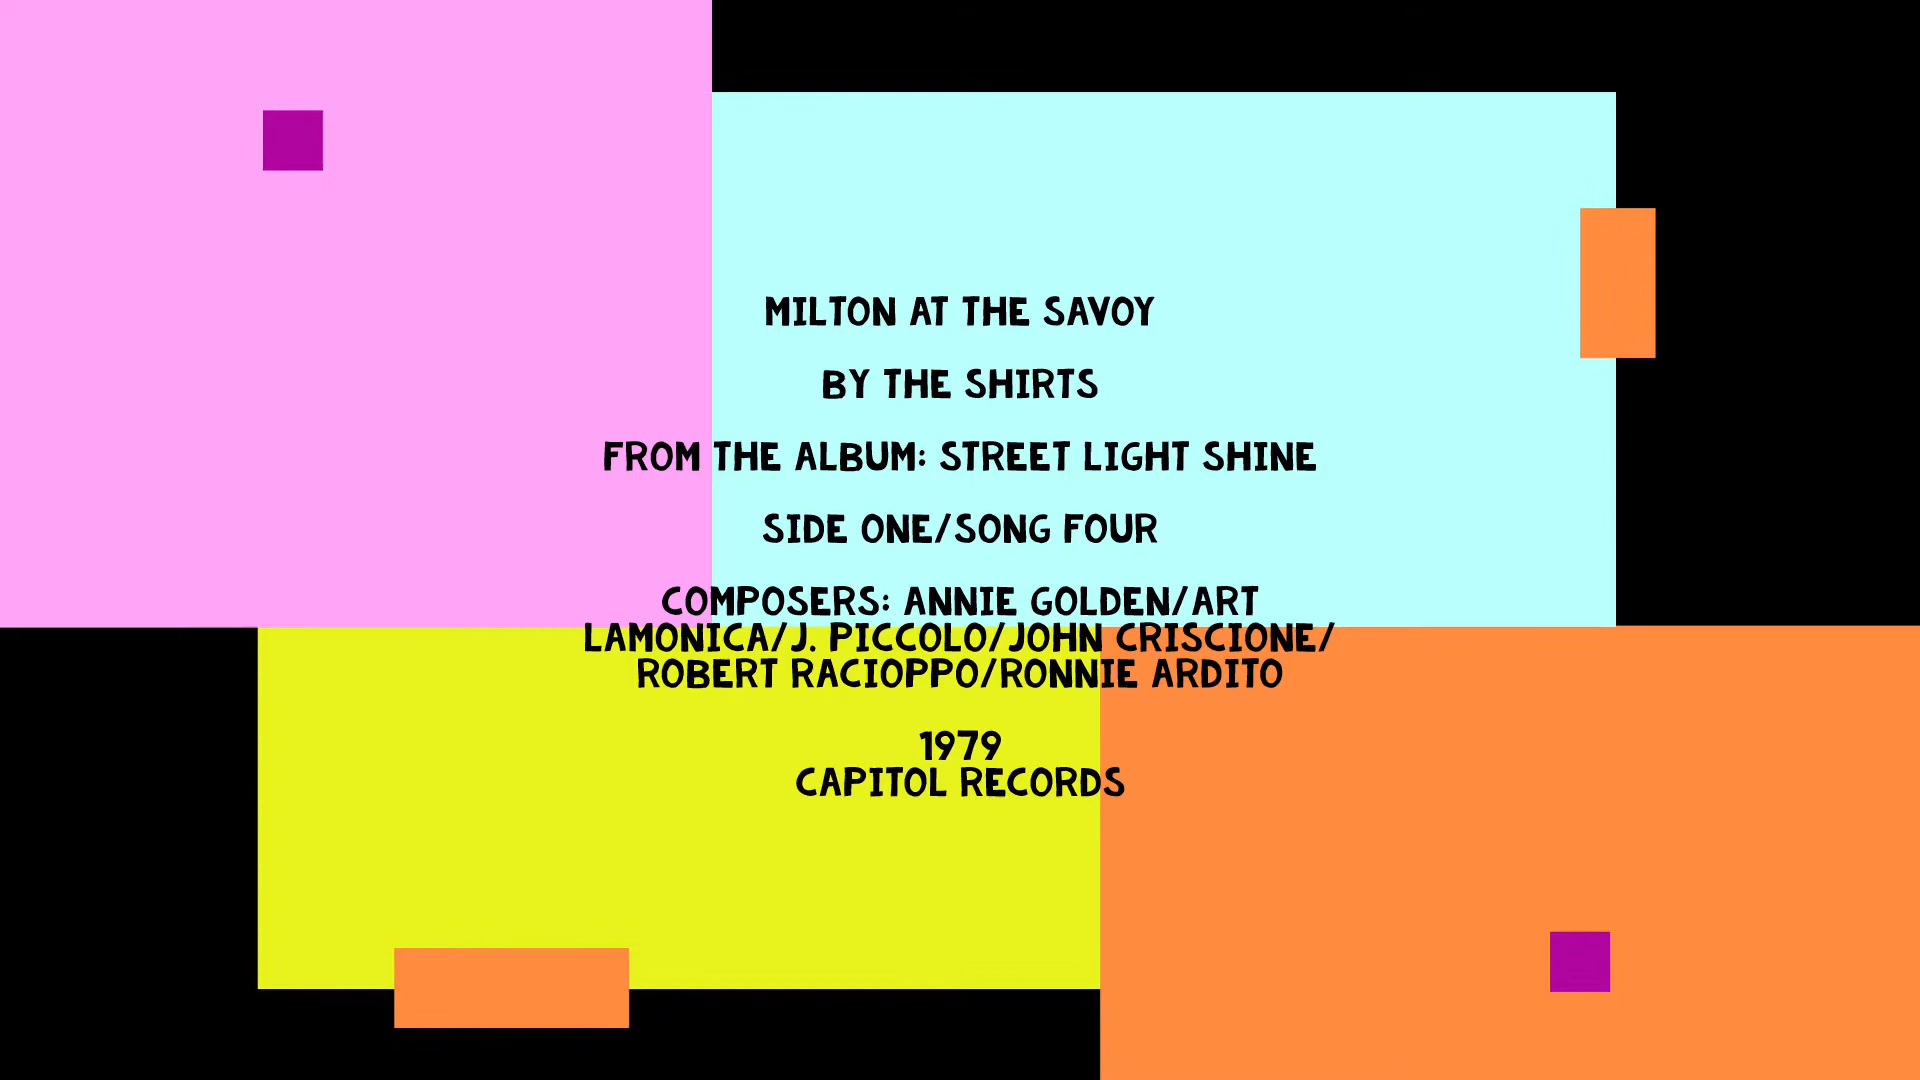 MILTON AT THE SAVOY
BY THE SHIRTS
FROM THE ALBUM: STREET LIGHT SHINE
SIDE ONE/SONG FOUR
COMPOSERS: ANNIE GOLDEN/ART
LAMONICA/J. PICCOLO/JOHN CRISCIONE/
ROBERT RACIOPPO/RONNIE ARDITO
1979
CAPITOL RECORDS